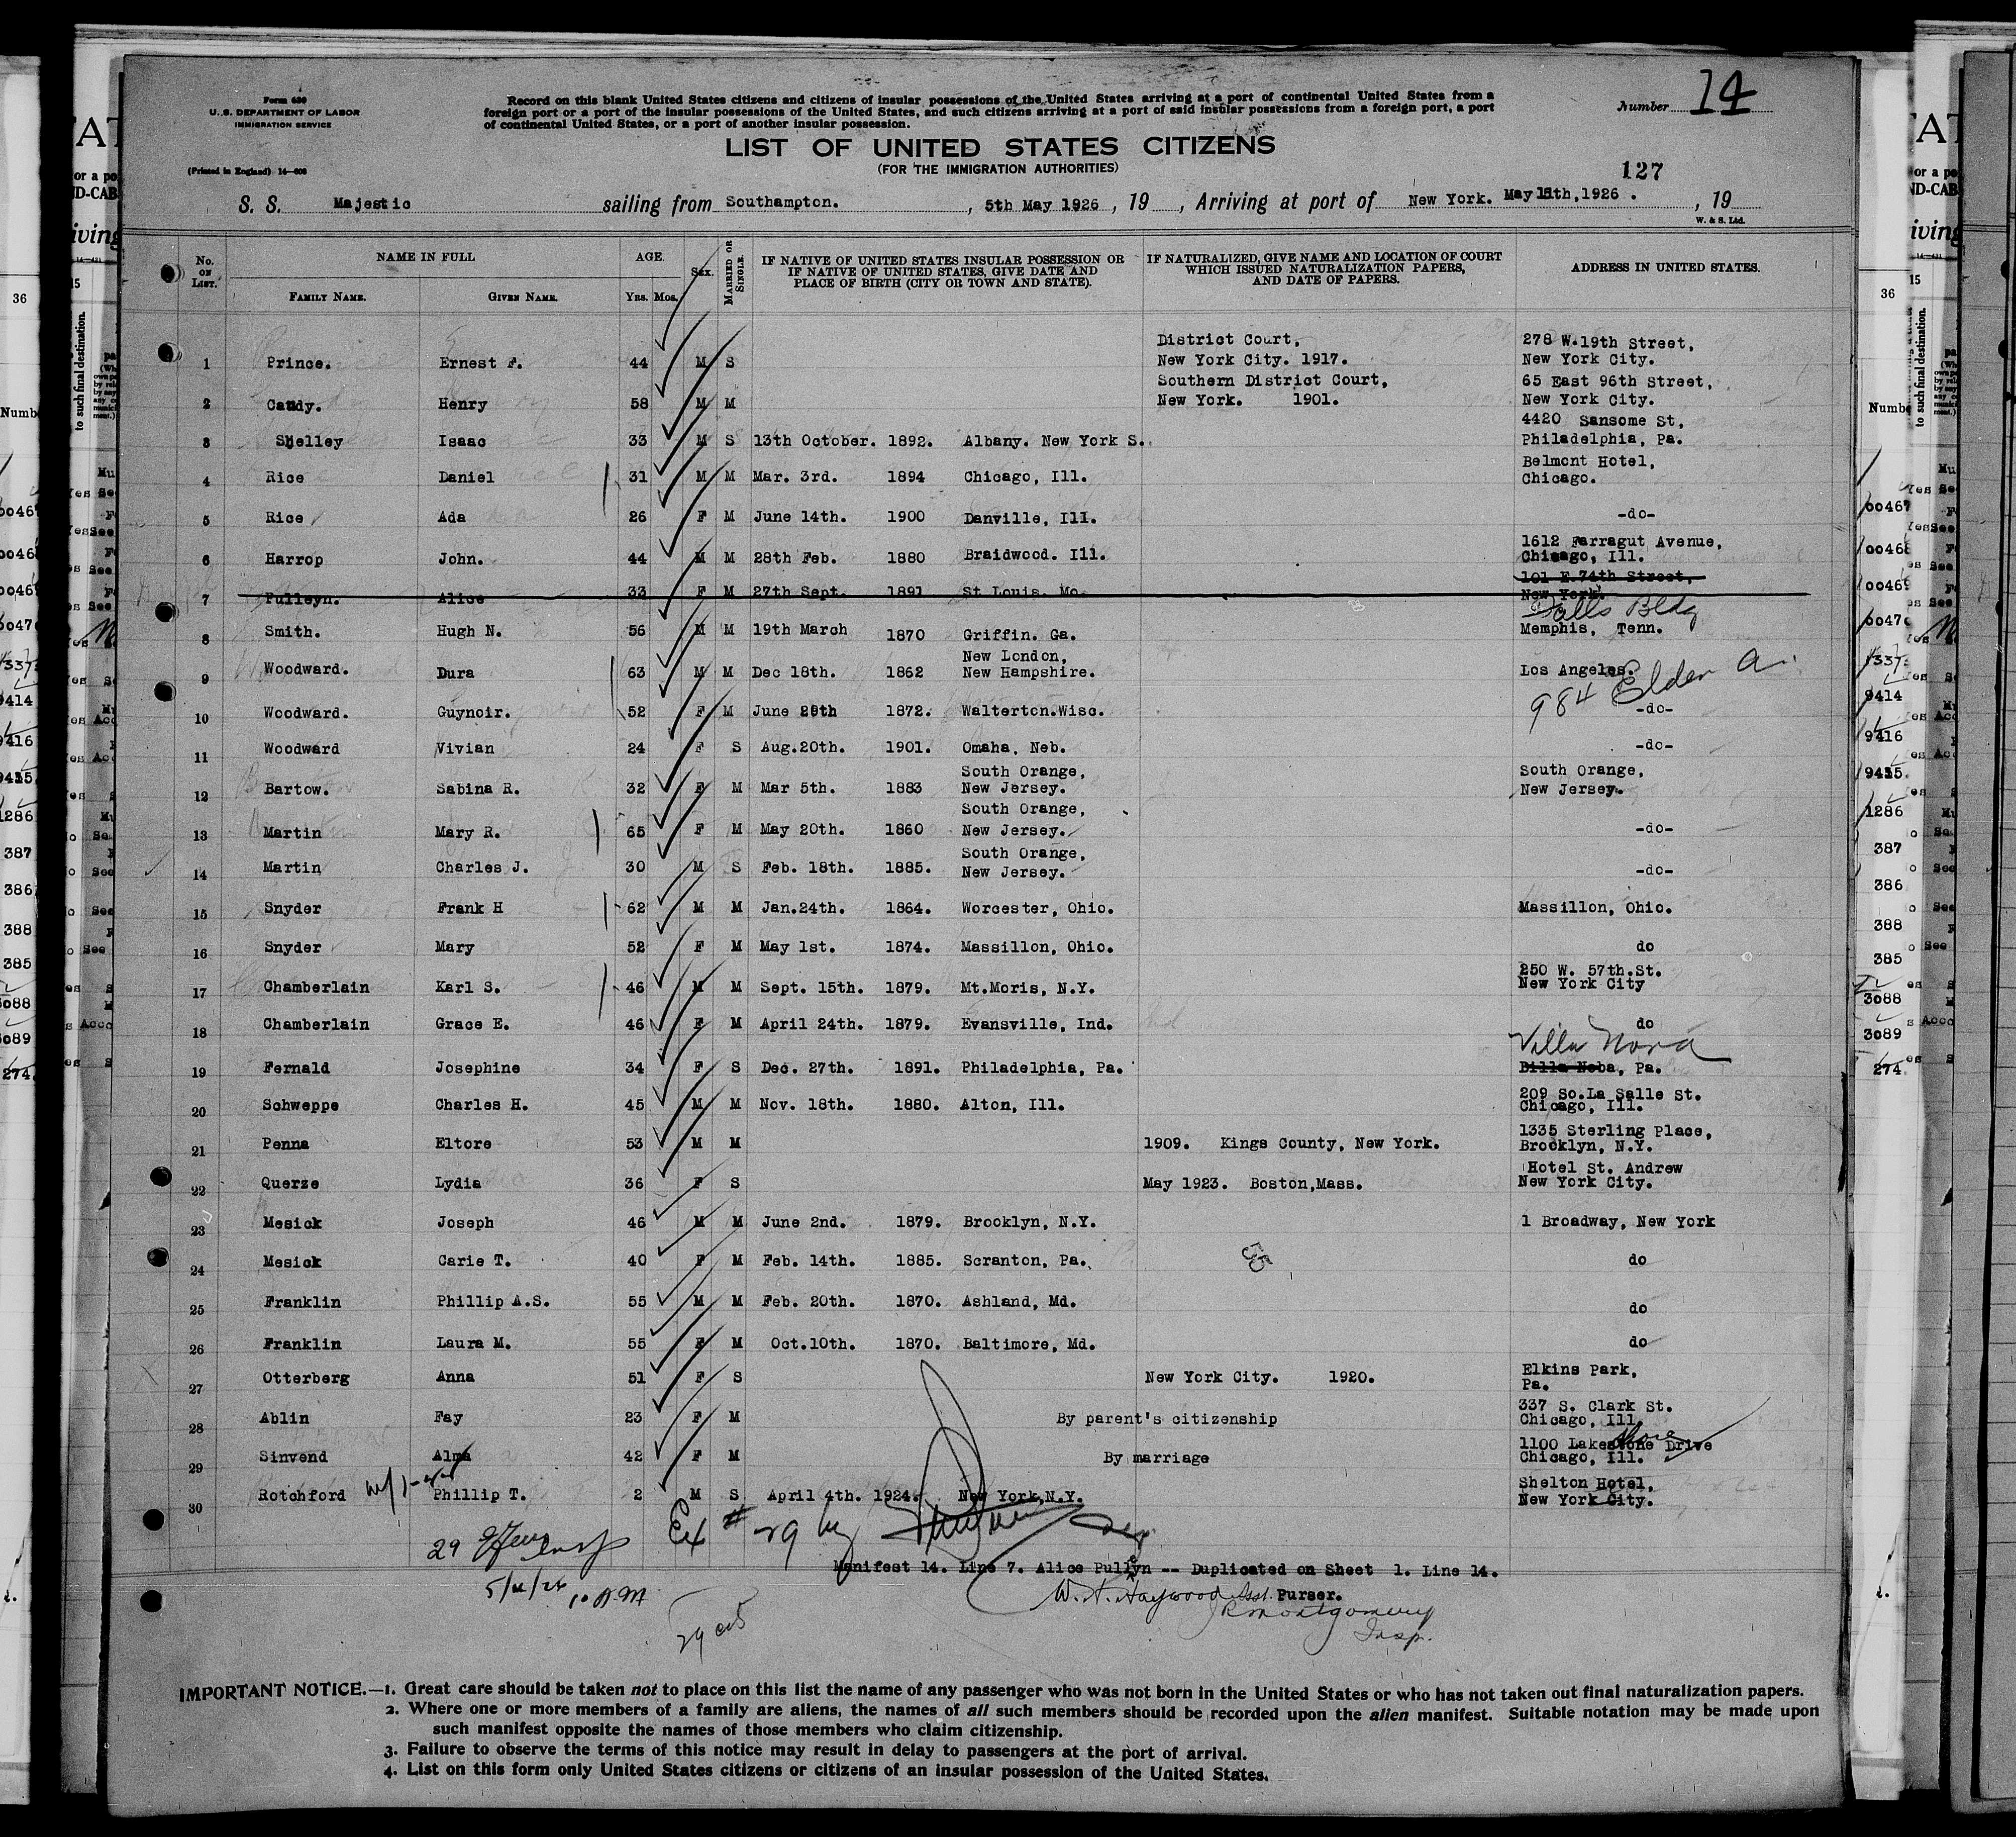 Form 630
U.S. DEPARTMENT OF LABOR
IMMIGRATION SERVICE
(Printed in England) 14—606
Record on this blank United States citizens and citizens of insular possessions of the United States arriving at a port of continental United States from a
foreign port or a port of the insular possessions of the United States, and such citizens arriving at a port of said insular possessions from a foreign port, a port
of continental United States, or a port of another insular possession.
Number 14
LIST OF UNITED STATES CITIZENS
(FOR THE IMMIGRATION AUTHORITIES)
127
S. S. Majestic sailing from Southampton. , 5th May 1926 , 19 , Arriving at port of New York. May 11th,1926 . , 19
W. & S. Ltd.
No. ON LIST. NAME IN FULL FAMILY NAME. GIVEN NAME. AGE. YRS. MOS. SEX. MARRIED OR SINGLE. IF NATIVE OF UNITED STATES INSULAR POSSESSION OR IF NATIVE OF UNITED STATES, GIVE DATE AND PLACE OF BIRTH (CITY OR TOWN AND STATE). IF NATURALIZED, GIVE NAME AND LOCATION OF COURT WHICH ISSUED NATURALIZATION PAPERS, AND DATE OF PAPERS. ADDRESS IN UNITED STATES.
1 Prince. Ernest F. 44 M S District Court, New York City. 1917. 278 W.19th Street, New York City.
2 Candy. Henry 58 M M Southern District Court, New York. 1901. 65 East 96th Street, New York City.
3 Shelley Isaac 33 M S 13th October. 1892. Albany. New York S. 4420 Sansome St, Philadelphia, Pa.
4 Rice Daniel 31 M M Mar. 3rd. 1894 Chicago, Ill. Belmont Hotel, Chicago.
5 Rice Ada 26 F M June 14th. 1900 Danville, Ill. -do-
6 Harrop John. 44 M M 28th Feb. 1880 Braidwood. Ill. 1612 Farragut Avenue, Chicago, Ill.
7 Pulleyn. Alice 33 F M 27th Sept. 1891 St Louis. Mo. 101 E.74th Street, New York.
8 Smith. Hugh N. 56 M M 19th March 1870 Griffin. Ga. Falls Bldg Memphis, Tenn.
9 Woodward. Dura 63 M M Dec 18th. 1862 New London, New Hampshire. Los Angeles.
984 Elden Av.
10 Woodward. Guynoir. 52 F M June 29th 1872. Walterton.Wisc. -do-
11 Woodward Vivian 24 F S Aug.20th. 1901. Omaha, Neb. -do-
12 Bartow. Sabina R. 32 F M Mar 5th. 1883 South Orange, New Jersey. South Orange, New Jersey.
13 Martin Mary R. 65 F M May 20th. 1860 South Orange, New Jersey. -do-
14 Martin Charles J. 30 M S Feb. 18th. 1885. South Orange, New Jersey. -do-
15 Snyder Frank H 62 M M Jan.24th. 1864. Worcester, Ohio. Massillon, Ohio.
16 Snyder Mary 52 F M May 1st. 1874. Massillon, Ohio. do
17 Chamberlain Karl S. 46 M M Sept. 15th. 1879. Mt.Moris, N.Y. 250 W. 57th.St. New York City
18 Chamberlain Grace E. 46 F M April 24th. 1879. Evansville, Ind. do
Villa Nova
19 Fernald Josephine 34 F S Dec. 27th. 1891. Philadelphia, Pa. Billa Noba, Pa.
20 Schweppe Charles H. 45 M M Nov. 18th. 1880. Alton, Ill. 209 So.La Salle St. Chicago, Ill.
21 Penna Eltore 53 M M 1909. Kings County, New York. 1335 Sterling Place, Brooklyn, N.Y.
22 Querze Lydia 36 F S May 1923. Boston,Mass. Hotel St. Andrew New York City.
23 Mesick Joseph 46 M M June 2nd. 1879. Brooklyn, N.Y. 1 Broadway, New York
24 Mesick Carie T. 40 F M Feb. 14th. 1885. Scranton, Pa. do
55
25 Franklin Phillip A.S. 55 M M Feb. 20th. 1870. Ashland, Md. do
26 Franklin Laura M. 55 F M Oct.10th. 1870. Baltimore, Md. do
27 Otterberg Anna 51 F S New York City. 1920. Elkins Park, Pa.
28 Ablin Fay 23 F M By parent's citizenship 337 S. Clark St. Chicago, Ill.
29 Sinvend Alma 42 F M By marriage 1100 Lakestone Drive Shore Chicago, Ill.
30 Rotchford Phillip T. 2 M S April 4th. 1924. New York,N.Y. Shelton Hotel, New York City.
Ex # 29 by
29
Manifest 14. Line 7. Alice Pulleyn -- Duplicated on Sheet 1. Line 14.
10 AM
W. H. Haywood Asst. Purser.
R Montgomery
Insp.
IMPORTANT NOTICE.—1. Great care should be taken not to place on this list the name of any passenger who was not born in the United States or who has not taken out final naturalization papers.
2. Where one or more members of a family are aliens, the names of all such members should be recorded upon the alien manifest. Suitable notation may be made upon
such manifest opposite the names of those members who claim citizenship.
3. Failure to observe the terms of this notice may result in delay to passengers at the port of arrival.
4. List on this form only United States citizens or citizens of an insular possession of the United States.